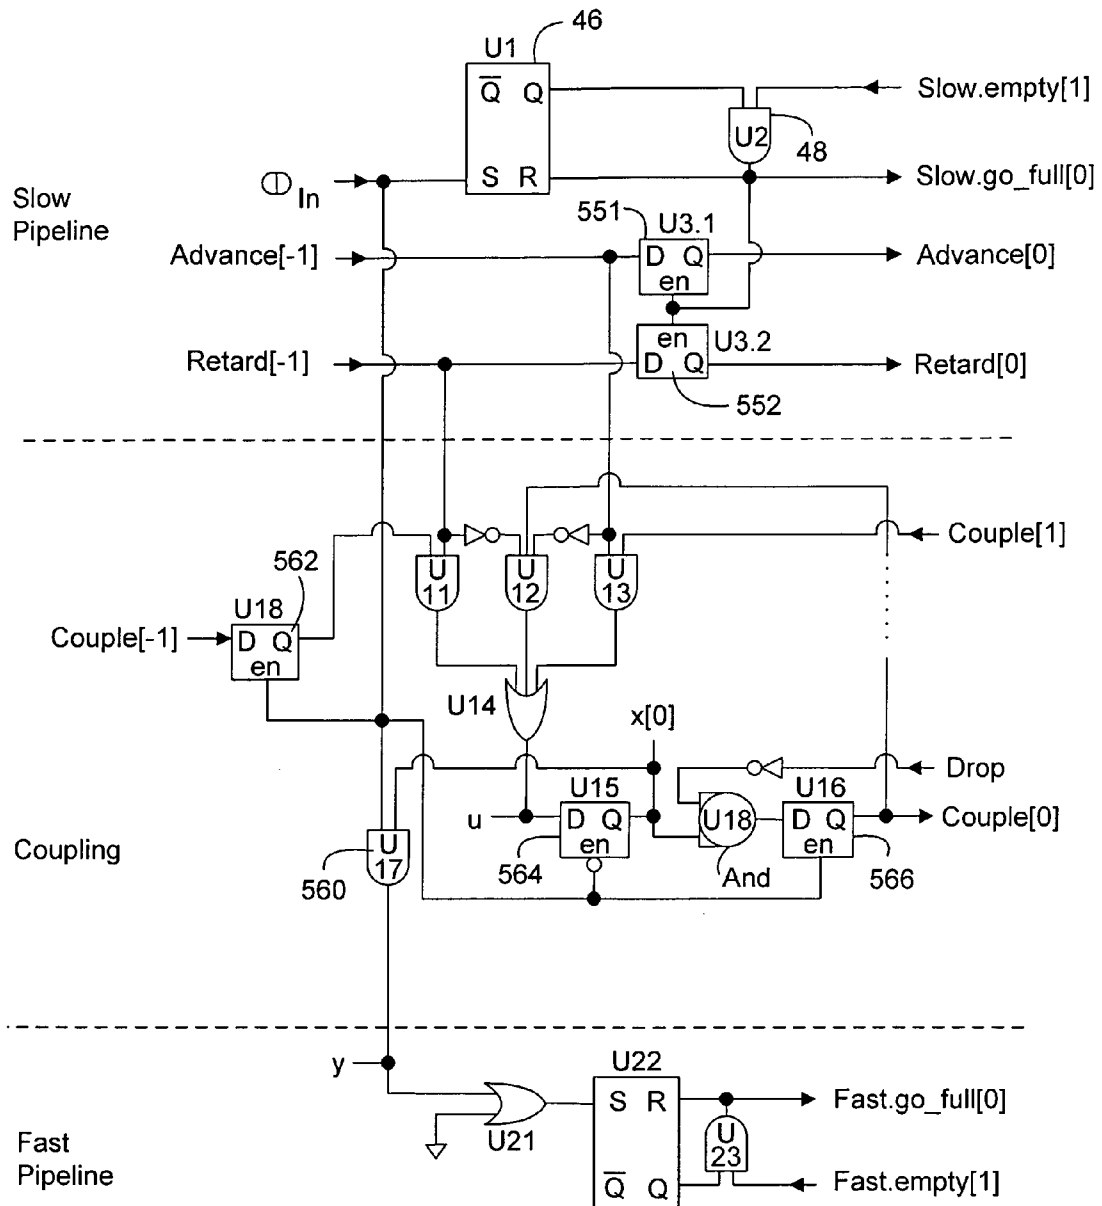 46
U1
Q Q
Slow.empty[1]
U2
48
S R
Slow.go_full[0]
In
Slow
Pipeline
551
U3.1
Advance[-1]
D Q
en
Advance[0]
en
U3.2
Retard[-1]
D Q
Retard[0]
552
Couple[1]
562
U
11
U
12
U
13
U18
Couple[-1]
D Q
en
U14
x[0]
Drop
U15
U16
u
D Q
en
U18
D Q
en
Couple[0]
Coupling
U
17
564
And
566
560
y
U22
S R
Fast.go_full[0]
U21
U
23
Fast
Pipeline
Q Q
Fast.empty[1]